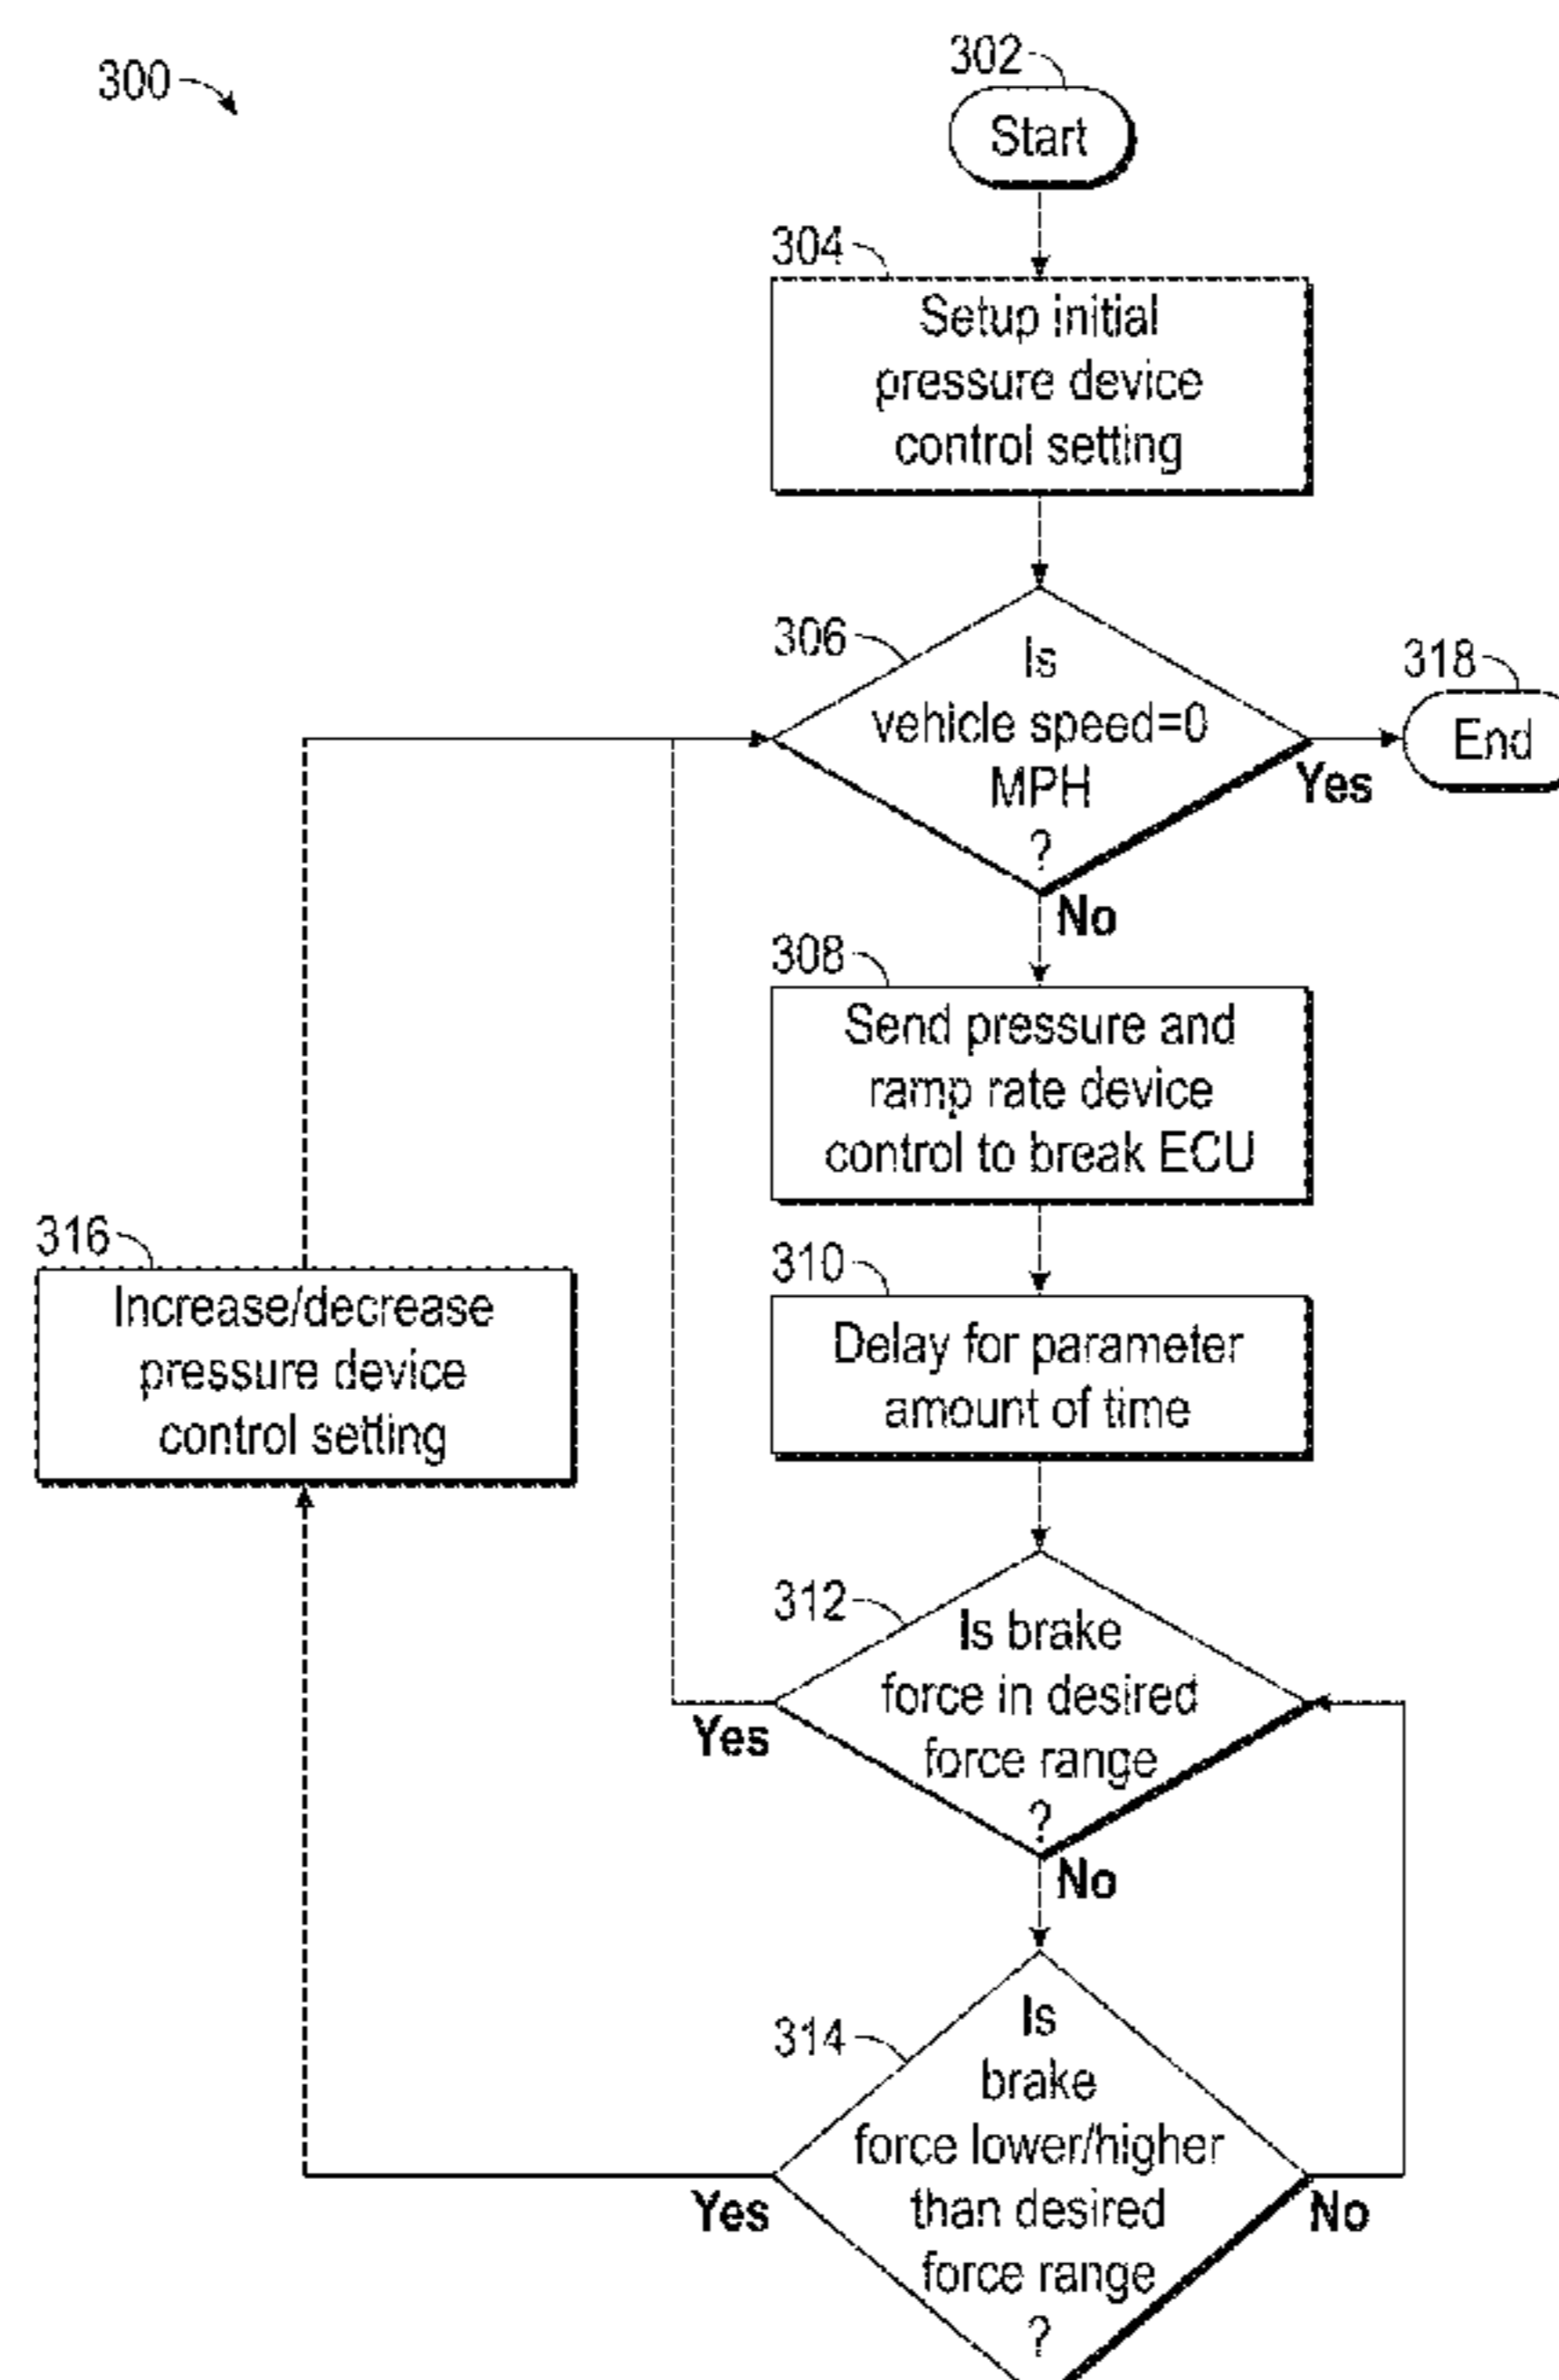 300
302
Start
304
Setup initial
pressure device
control setting
306
Is
vehicle speed=0
MPH
?
Yes
318
End
No
308
Send pressure and
ramp rate device
control to break ECU
310
Delay for parameter
amount of time
316
Increase/decrease
pressure device
control setting
312
Is brake
force in desired
force range
?
Yes
No
314
Is
brake
force lower/higher
than desired
force range
?
Yes
No